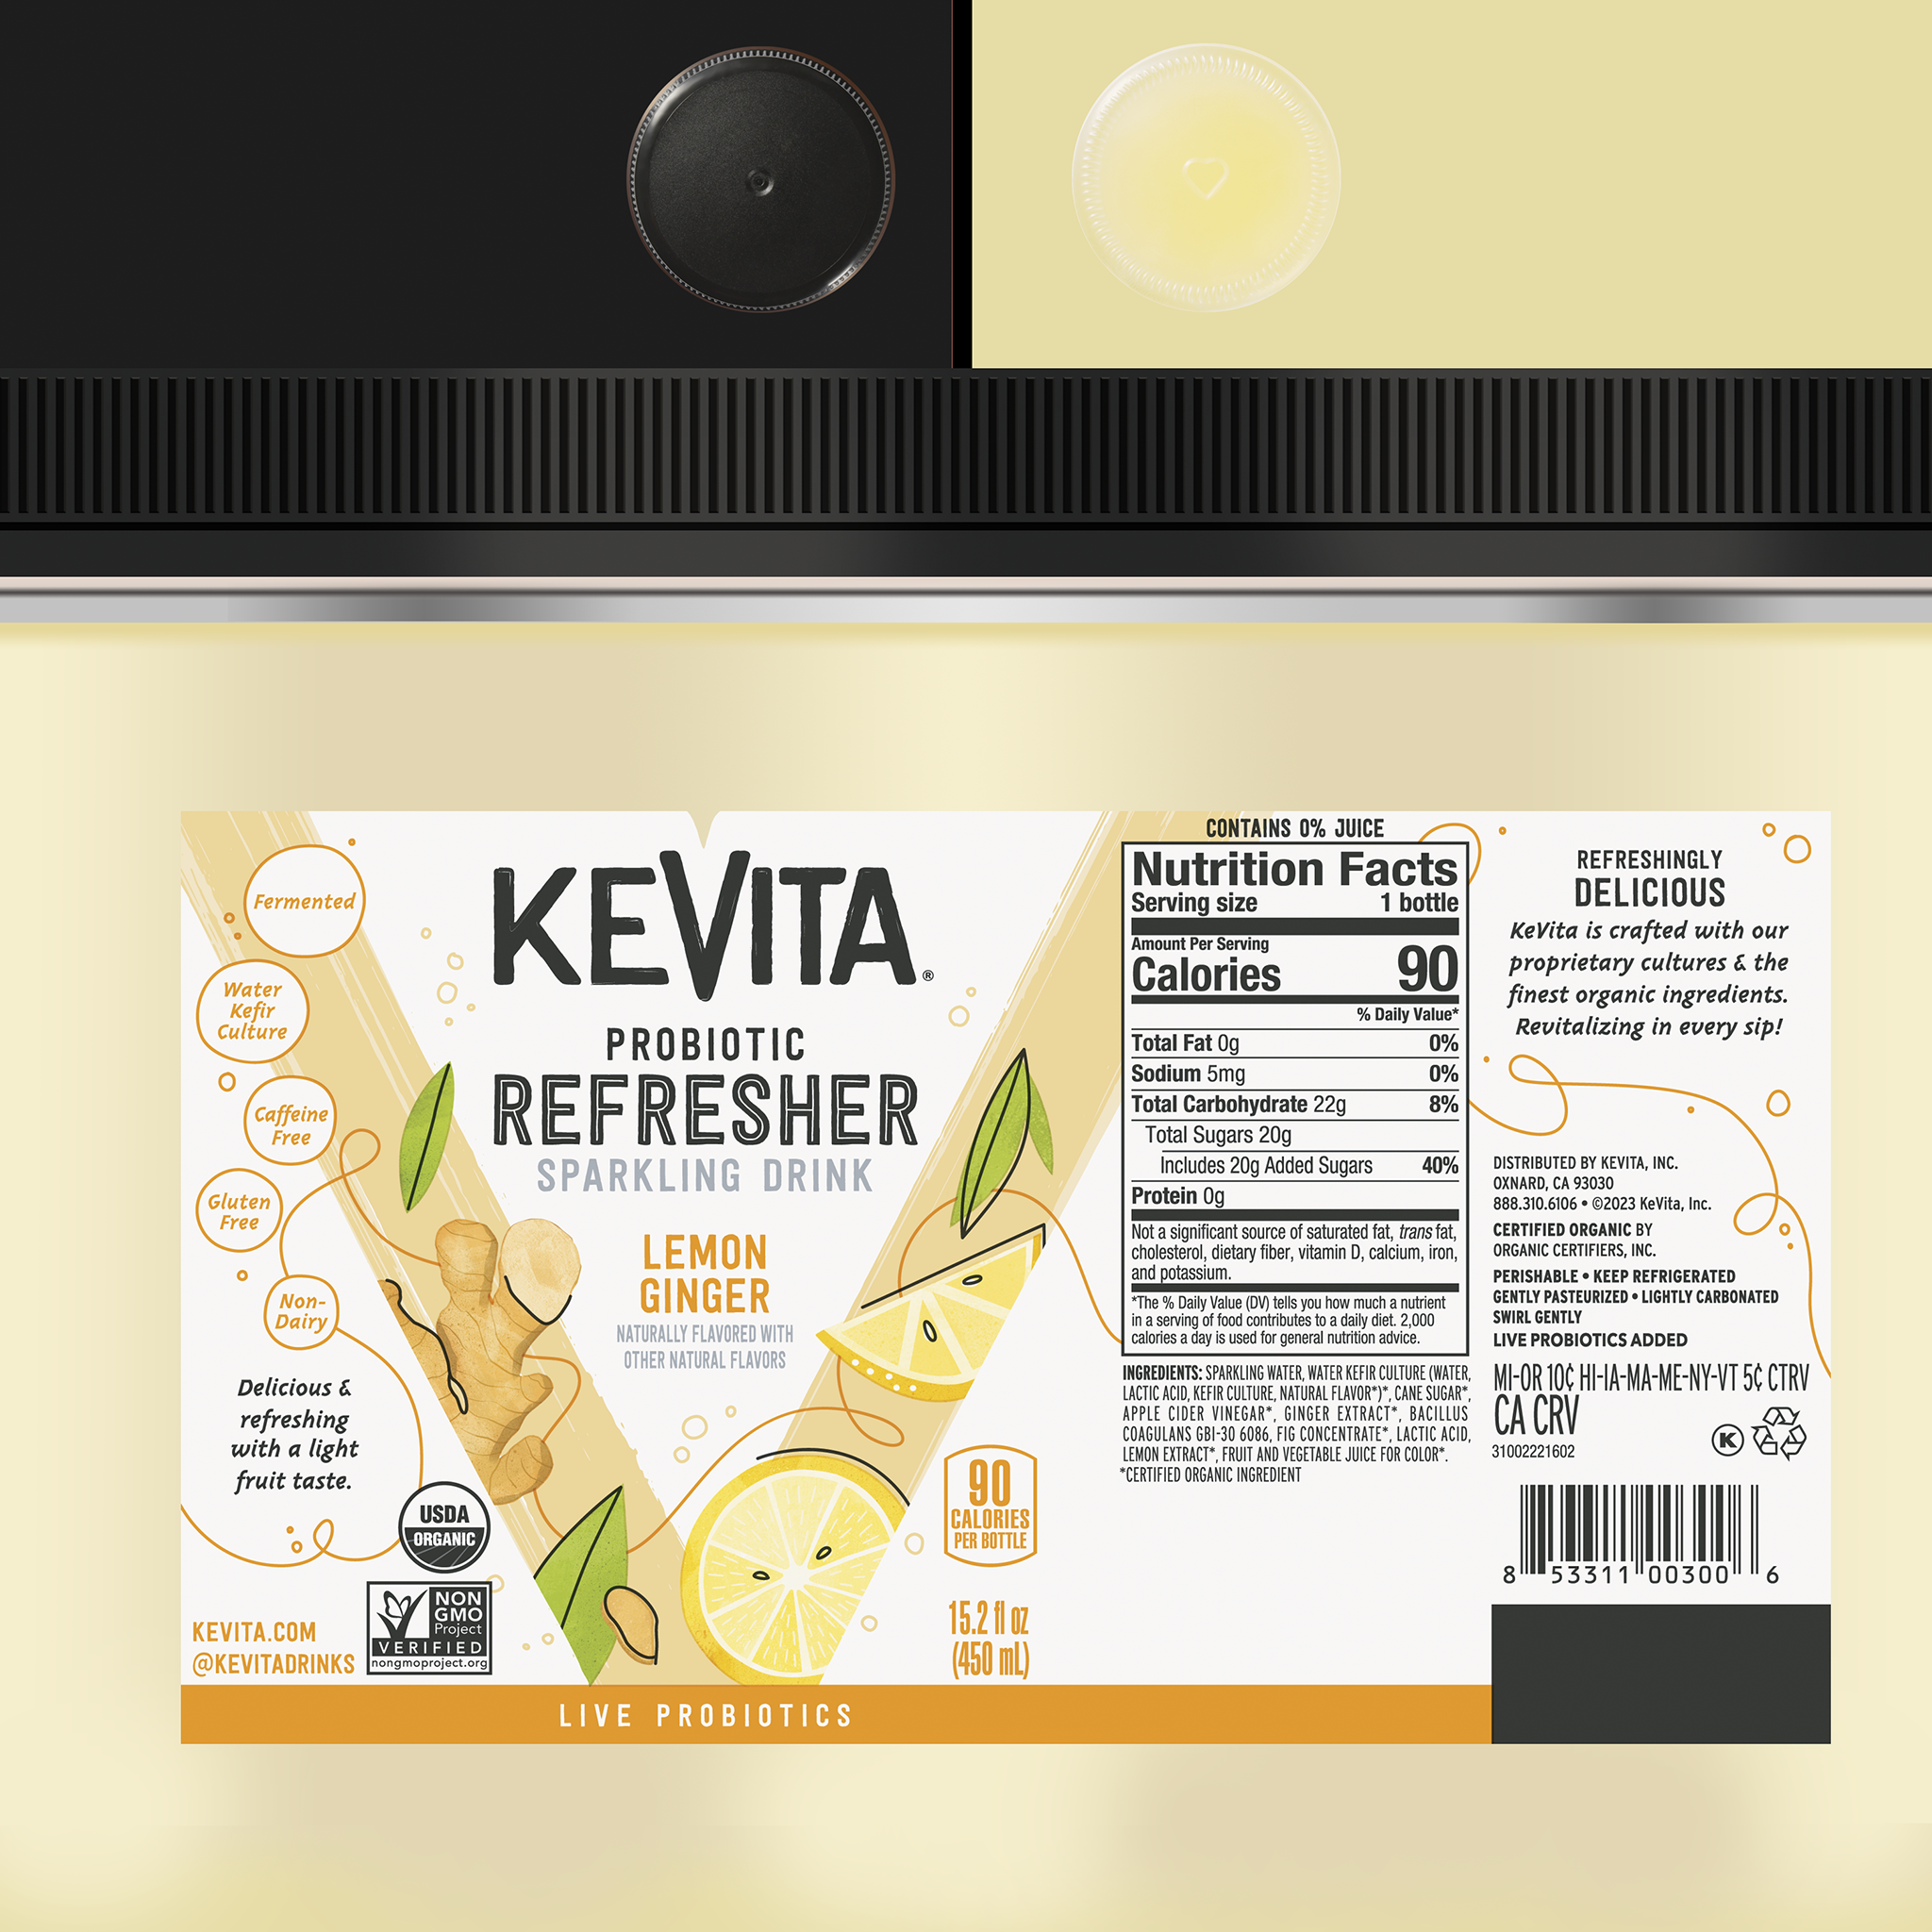 Fermented
Water
Kefir
Culture
Caffeine
Free
Gluten
Free
Non-
Dairy
Delicious &
refreshing
with a light
fruit taste.
USDA
ORGANIC
NON
GMO
Project
VERIFIED
nongmoproject.org
KEVITA.COM
@KEVITADRINKS
KEVITA®
PROBIOTIC
REFRESHER
SPARKLING DRINK
LEMON
GINGER
NATURALLY FLAVORED WITH
OTHER NATURAL FLAVORS
90
CALORIES
PER BOTTLE
15.2 fl oz
(450 mL)
LIVE PROBIOTICS
CONTAINS 0% JUICE
Nutrition Facts
Serving size 1 bottle
Amount Per Serving
Calories 90
% Daily Value*
Total Fat 0g 0%
Sodium 5mg 0%
Total Carbohydrate 22g 8%
Total Sugars 20g
Includes 20g Added Sugars 40%
Protein 0g
Not a significant source of saturated fat, trans fat,
cholesterol, dietary fiber, vitamin D, calcium, iron,
and potassium.
*The % Daily Value (DV) tells you how much a nutrient
in a serving of food contributes to a daily diet. 2,000
calories a day is used for general nutrition advice.
INGREDIENTS: SPARKLING WATER, WATER KEFIR CULTURE (WATER,
LACTIC ACID, KEFIR CULTURE, NATURAL FLAVOR*)*, CANE SUGAR*,
APPLE CIDER VINEGAR*, GINGER EXTRACT*, BACILLUS
COAGULANS GBI-30 6086, FIG CONCENTRATE*, LACTIC ACID,
LEMON EXTRACT*, FRUIT AND VEGETABLE JUICE FOR COLOR*.
*CERTIFIED ORGANIC INGREDIENT
REFRESHINGLY
DELICIOUS
KeVita is crafted with our
proprietary cultures & the
finest organic ingredients.
Revitalizing in every sip!
DISTRIBUTED BY KEVITA, INC.
OXNARD, CA 93030
888.310.6106 • ©2023 KeVita, Inc.
CERTIFIED ORGANIC BY
ORGANIC CERTIFIERS, INC.
PERISHABLE • KEEP REFRIGERATED
GENTLY PASTEURIZED • LIGHTLY CARBONATED
SWIRL GENTLY
LIVE PROBIOTICS ADDED
MI-OR 10¢ HI-IA-MA-ME-NY-VT 5¢ CTRV
CA CRV
31002221602
K
8 53311 00300 6